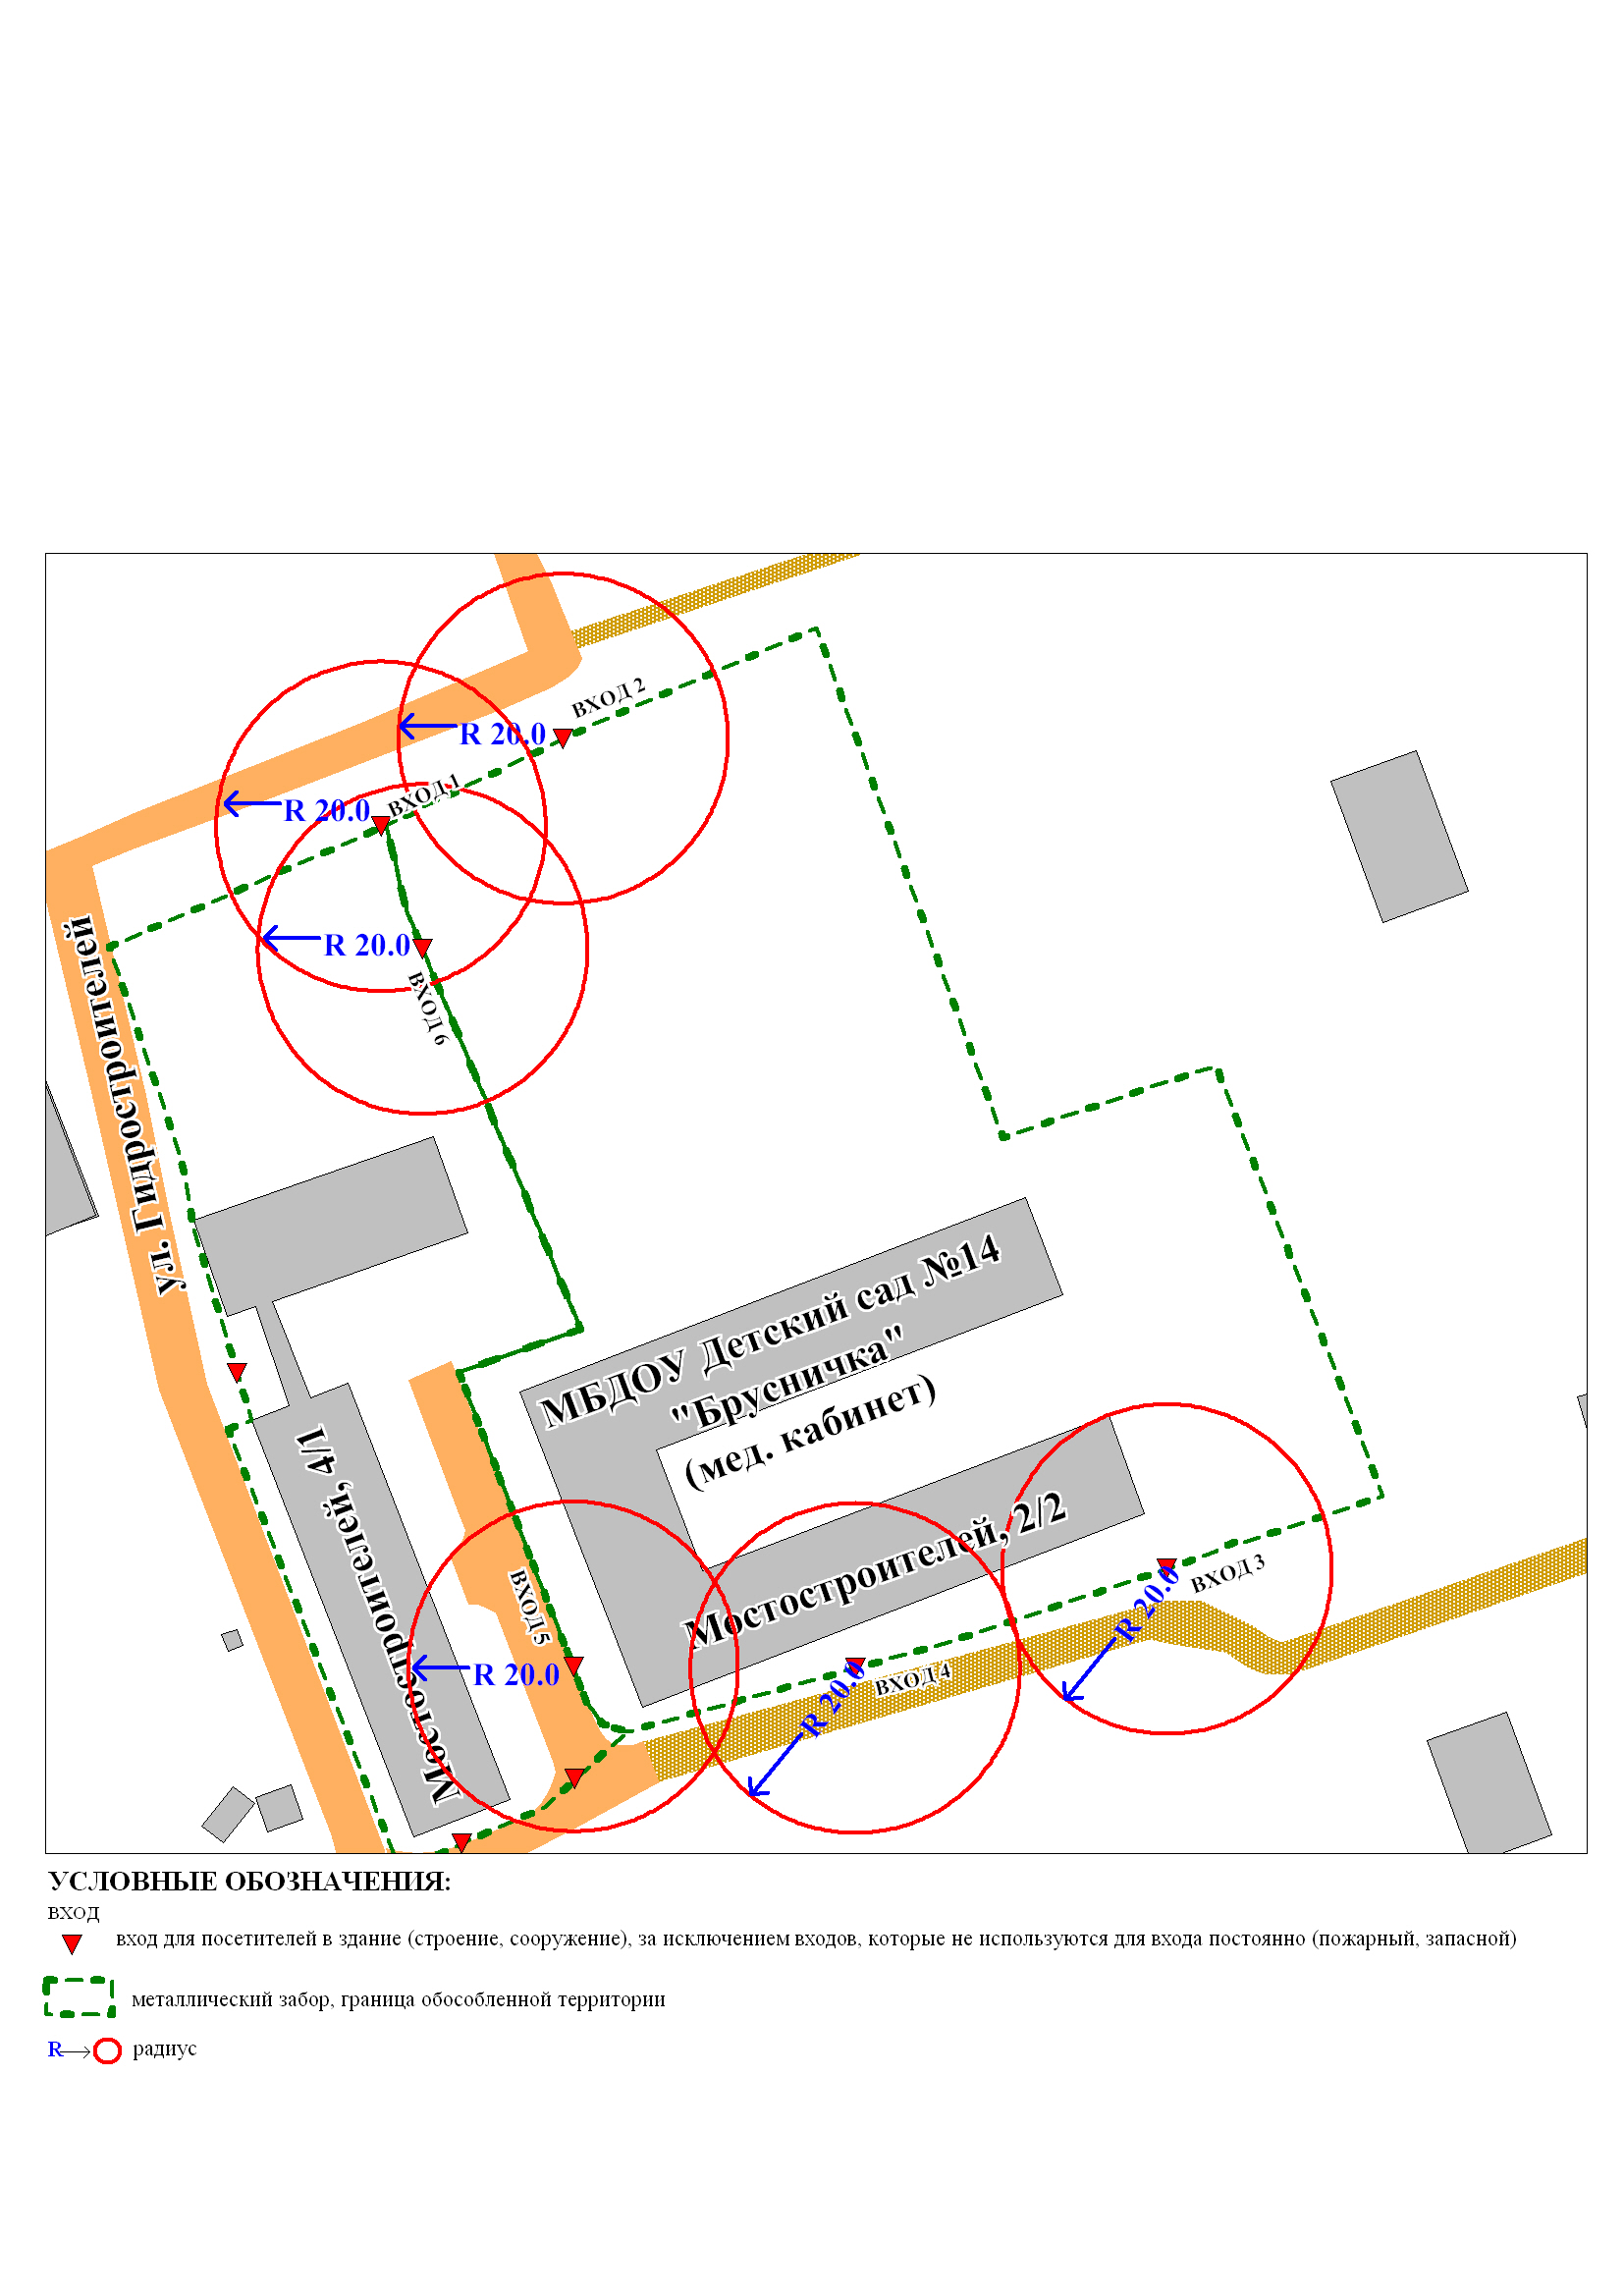 ВХОД 2
R 20.0
ВХОД 1
R 20.0
R 20.0
ВХОД 6
ул. Гидростроителей
МБДОУ Детский сад №14
"Брусничка"
(мед. кабинет)
Мостостроителей, 2/2
Мостостроителей, 4/1
ВХОД 5
R 20.0
ВХОД 4
R 20.0
ВХОД 3
R 20.0
УСЛОВНЫЕ ОБОЗНАЧЕНИЯ:
ВХОД
вход для посетителей в здание (строение, сооружение), за исключением входов, которые не используются для входа постоянно (пожарный, запасной)
металлический забор, граница обособленной территории
R радиус